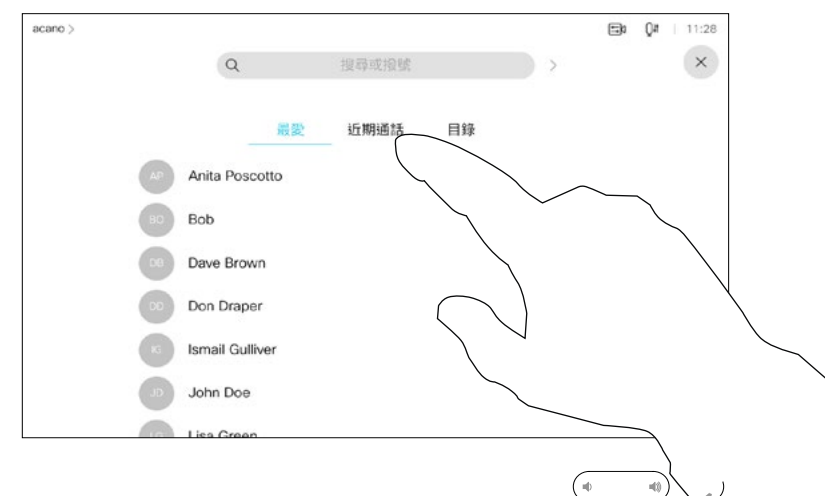 acano > 11:28
搜尋或撥號
最愛 近期通話 目錄
AP Anita Poscotto
BO Bob
DB Dave Brown
DD Don Draper
IG Ismail Gulliver
JD John Doe
LG Lisa Green